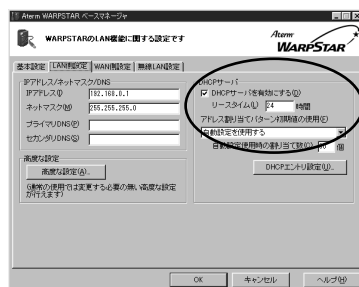 Aterm WARPSTAR ベースマネージャ
WARPSTARのLAN機能に関する設定です
Aterm
WARPSTAR
基本設定 LAN側設定 WAN側設定 無線LAN設定
IPアドレス/ネットマスク/DNS
IPアドレス(I) 192.168.0.1
ネットマスク(M) 255.255.255.0
プライマリDNS(P)
セカンダリDNS(S)
高度な設定
高度な設定(A)...
(通常の使用では変更する必要の無い高度な設定
が行えます)
DHCPサーバ
DHCPサーバを有効にする(D)
リースタイム(L) 24 時間
アドレス割り当てパターン初期値の使用(E)
自動設定を使用する
自動設定使用時の割り当て数(C) 個
DHCPエントリ設定(U)...
OK キャンセル ヘルプ(H)